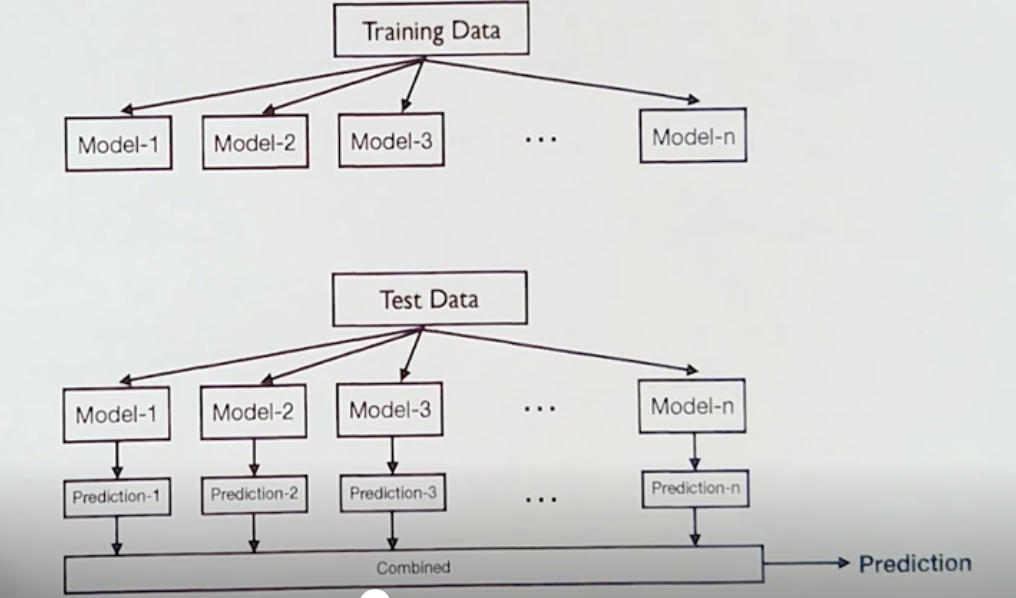 Training Data
Model-1 Model-2 Model-3 ... Model-n
Test Data
Model-1 Model-2 Model-3 ... Model-n
Prediction-1 Prediction-2 Prediction-3 ... Prediction-n
Combined Prediction